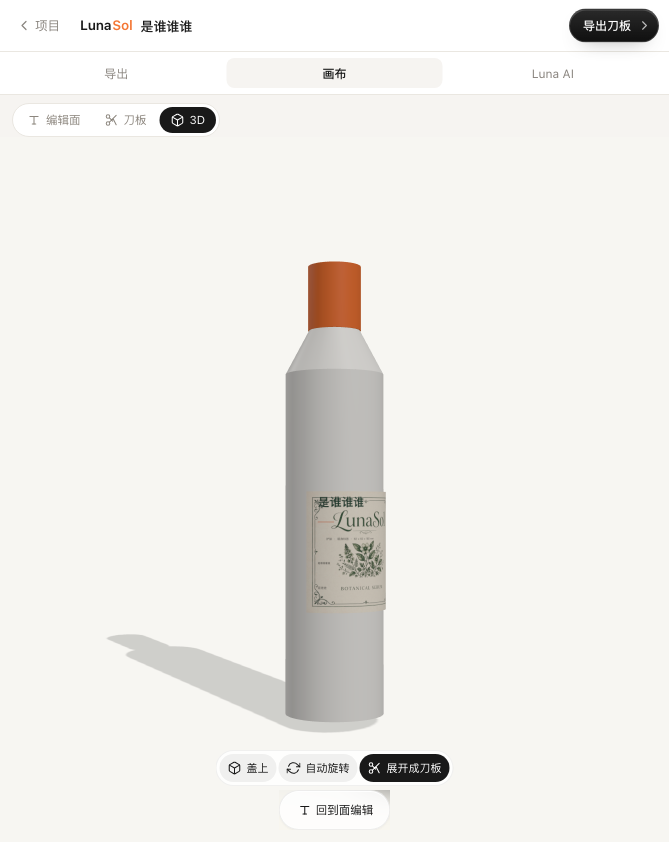 项目
LunaSol 是谁谁谁
导出刀板
导出
画布
Luna AI
编辑面
刀板
3D
是谁谁谁
LunaSol
BOTANICAL
盖上
自动旋转
展开成刀板
回到面编辑